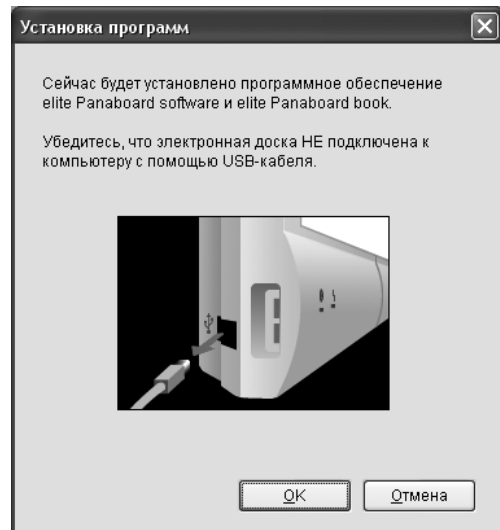 Установка программ
Сейчас будет установлено программное обеспечение
elite Panaboard software и elite Panaboard book.
Убедитесь, что электронная доска НЕ подключена к
компьютеру с помощью USB-кабеля.
OK
Отмена